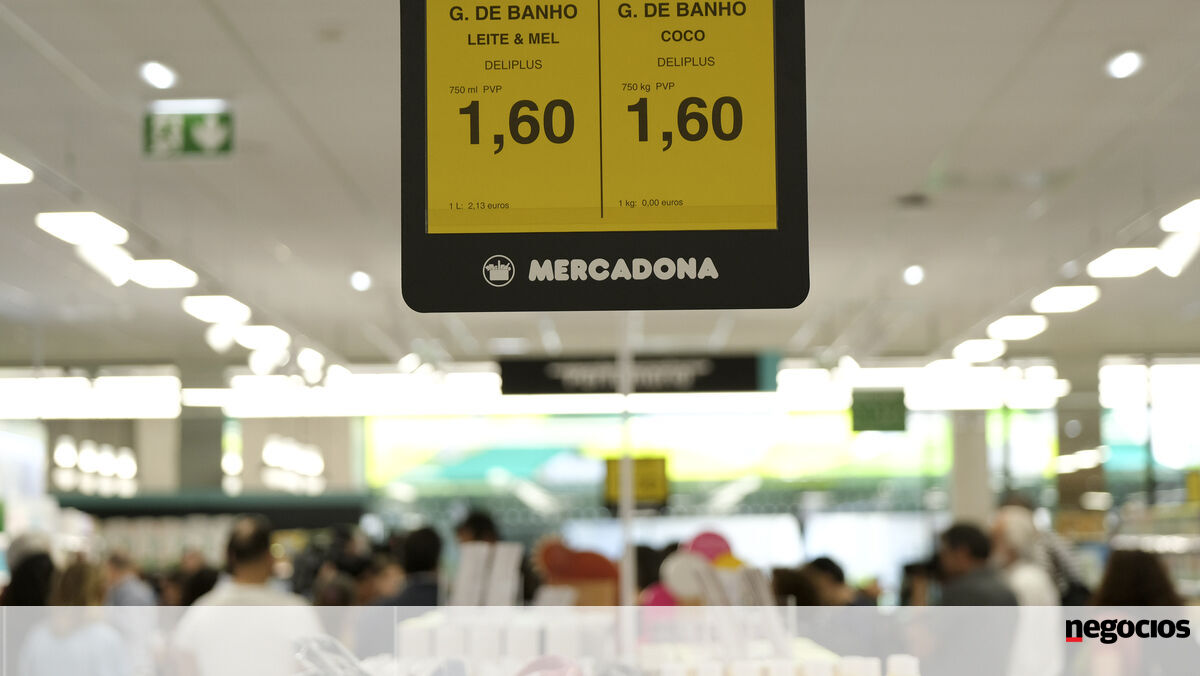 G. DE BANHO
LEITE & MEL
DELIPLUS
750 ml PVP
1,60
1 L: 2,13 euros
G. DE BANHO
COCO
DELIPLUS
750 kg PVP
1,60
1 kg: 0,00 euros
MERCADONA
negócios